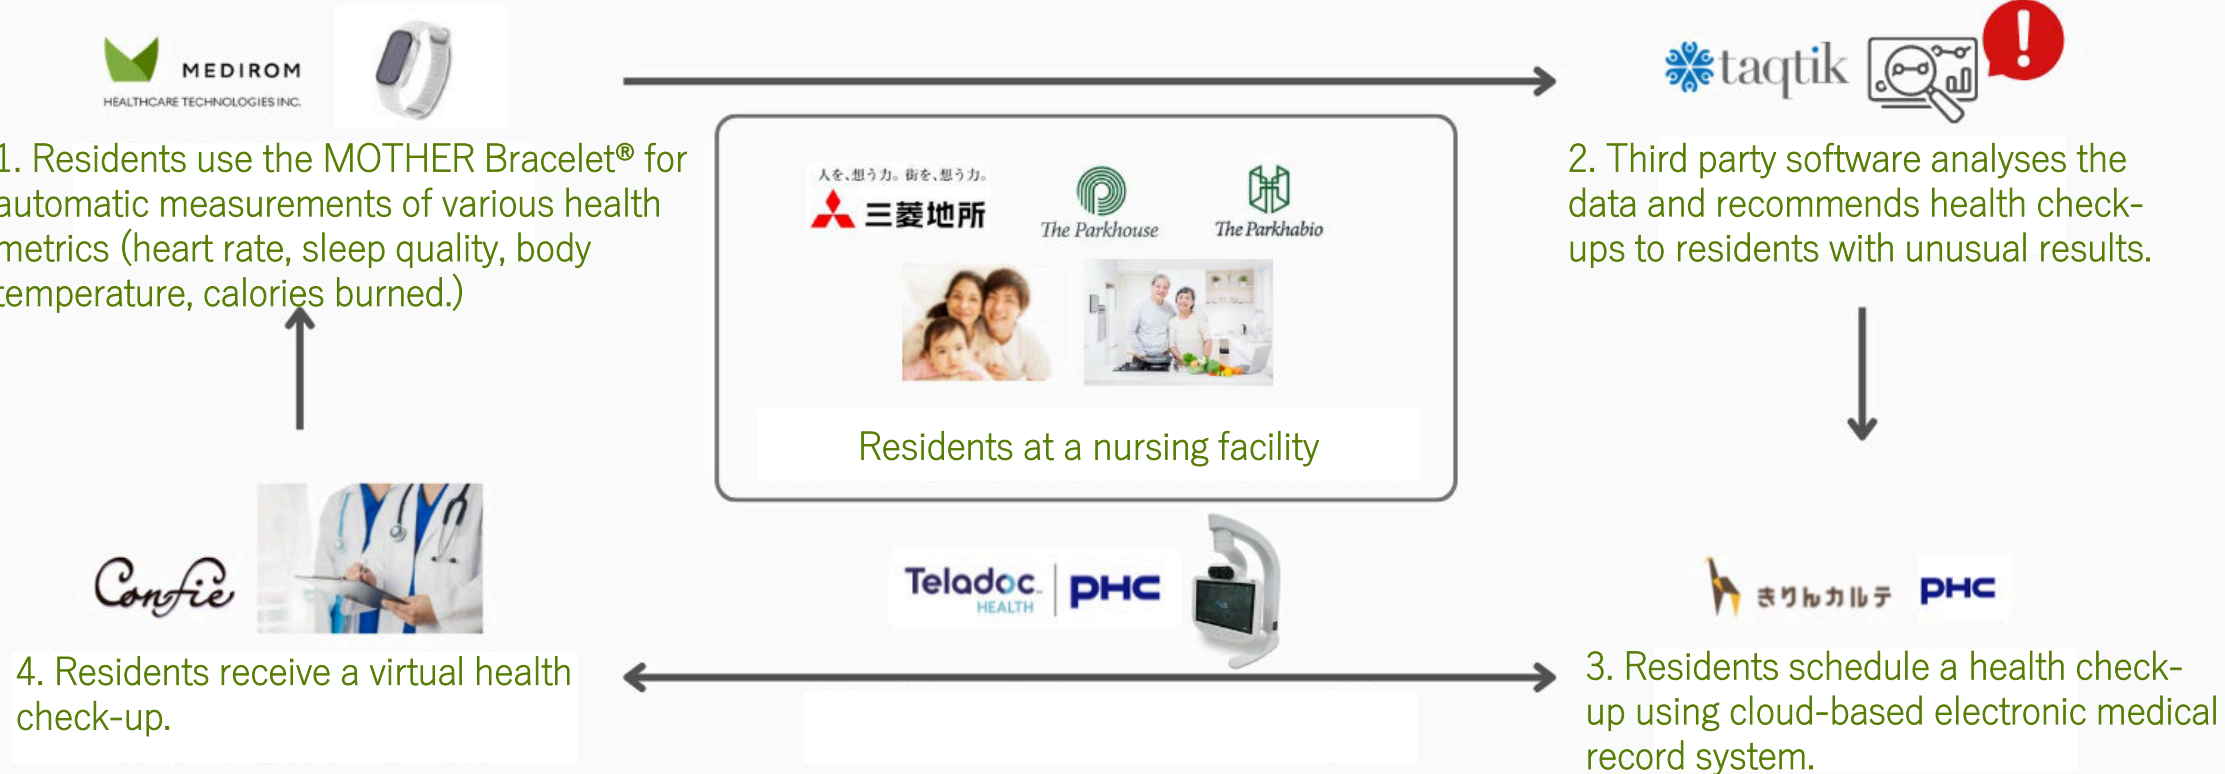 MEDIROM
HEALTHCARE TECHNOLOGIES INC.
taqtik
!
1. Residents use the MOTHER Bracelet® for
automatic measurements of various health
metrics (heart rate, sleep quality, body
temperature, calories burned.)
人を、想う力。街を、想う力。
三菱地所
The Parkhouse
The Parkhabio
Residents at a nursing facility
2. Third party software analyses the
data and recommends health check-
ups to residents with unusual results.
Confie
4. Residents receive a virtual health
check-up.
Teladoc
HEALTH
PHC
きりんカルテ
PHC
3. Residents schedule a health check-
up using cloud-based electronic medical
record system.